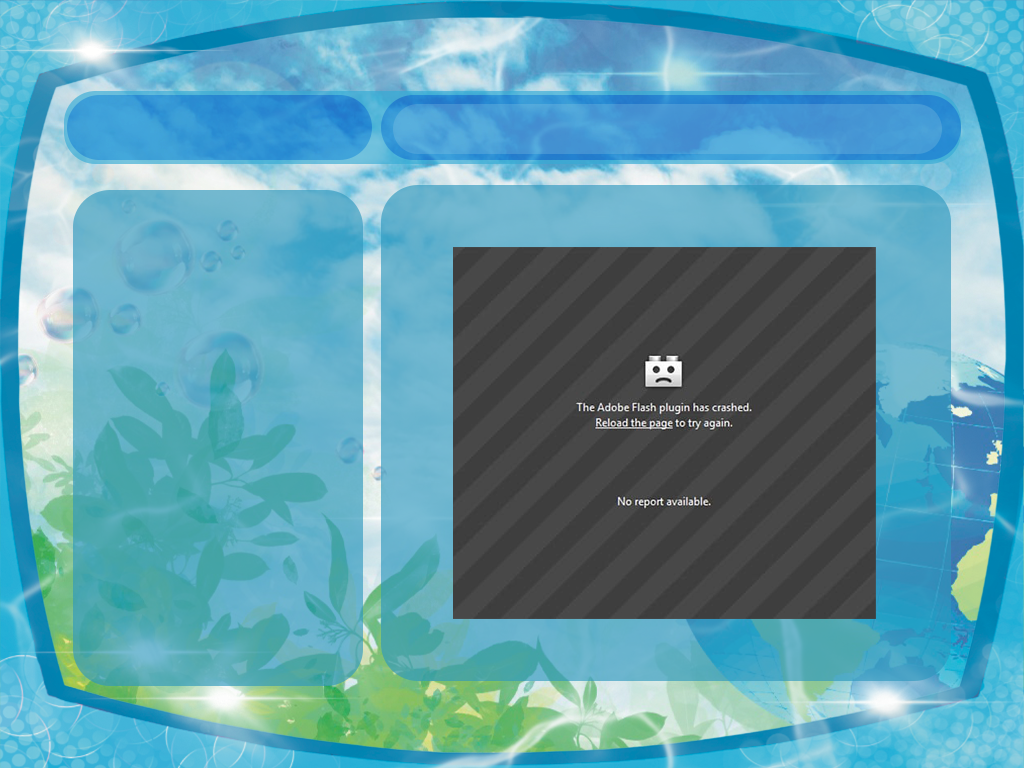 The Adobe Flash plugin has crashed.
Reload the page to try again.
No report available.